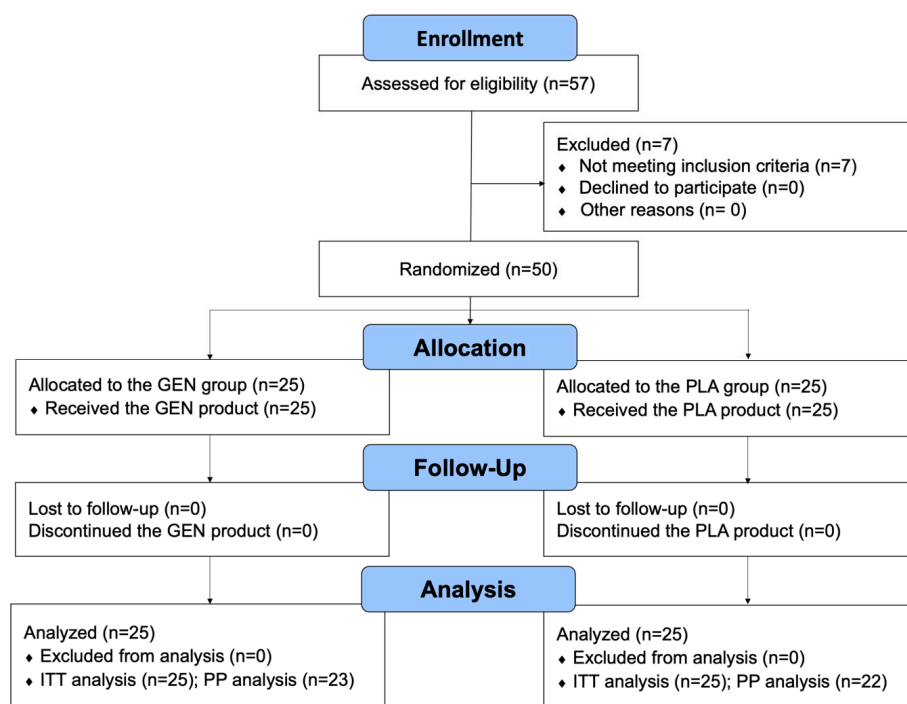 Enrollment
Assessed for eligibility (n=57)
Excluded (n=7)
♦ Not meeting inclusion criteria (n=7)
♦ Declined to participate (n=0)
♦ Other reasons (n= 0)
Randomized (n=50)
Allocation
Allocated to the GEN group (n=25)
♦ Received the GEN product (n=25)
Allocated to the PLA group (n=25)
♦ Received the PLA product (n=25)
Follow-Up
Lost to follow-up (n=0)
Discontinued the GEN product (n=0)
Lost to follow-up (n=0)
Discontinued the PLA product (n=0)
Analysis
Analyzed (n=25)
♦ Excluded from analysis (n=0)
♦ ITT analysis (n=25); PP analysis (n=23)
Analyzed (n=25)
♦ Excluded from analysis (n=0)
♦ ITT analysis (n=25); PP analysis (n=22)